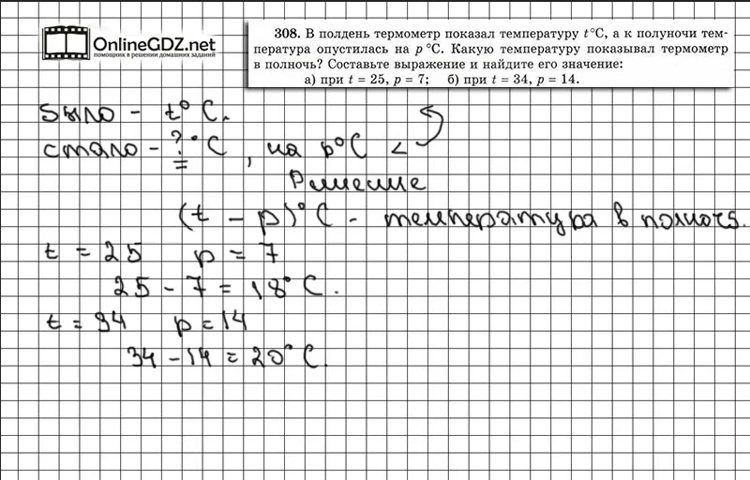 OnlineGDZ.net
помощник в решении домашних заданий
308. В полдень термометр показал температуру t °C, а к полуночи тем-
пература опустилась на p °C. Какую температуру показывал термометр
в полночь? Составьте выражение и найдите его значение:
а) при t = 25, p = 7; б) при t = 34, p = 14.
Было - t° C.
стало - ? °C, на p°C <
Решение
(t - p)°C - температура в полночь.
t = 25 p = 7
25 - 7 = 18° C.
t = 34 p = 14
34 - 14 = 20° C.